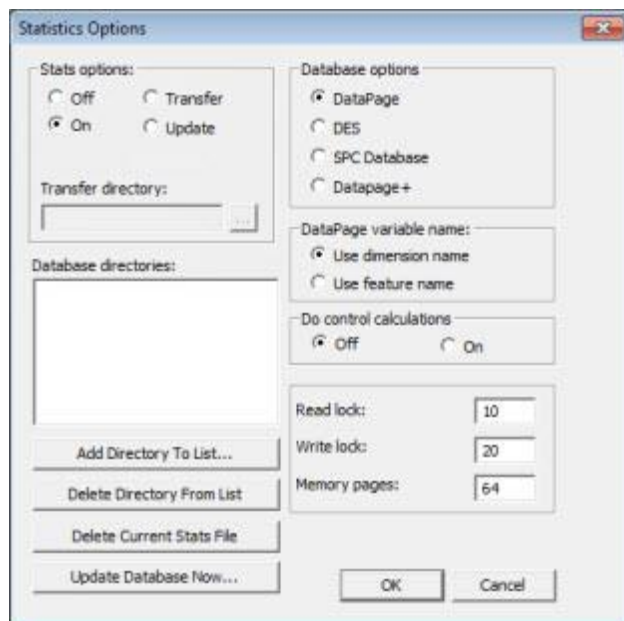 Statistics Options
Stats options:
Off
Transfer
On
Update
Transfer directory:
...
Database directories:
Add Directory To List...
Delete Directory From List
Delete Current Stats File
Update Database Now...
Database options
DataPage
DES
SPC Database
Datapage+
DataPage variable name:
Use dimension name
Use feature name
Do control calculations
Off
On
Read lock:
10
Write lock:
20
Memory pages:
64
OK
Cancel